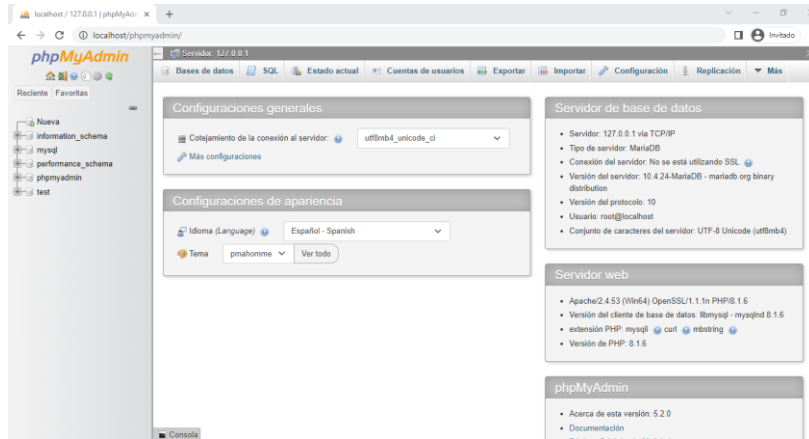 localhost / 127.0.0.1 | phpMyAdm
localhost/phpmyadmin/
Invitado
phpMyAdmin
Reciente Favoritas
Nueva
information_schema
mysql
performance_schema
phpmyadmin
test
Servidor: 127.0.0.1
Bases de datos SQL Estado actual Cuentas de usuarios Exportar Importar Configuración Replicación Más
Configuraciones generales
Cotejamiento de la conexión al servidor: utf8mb4_unicode_ci
Más configuraciones
Configuraciones de apariencia
Idioma (Language) Español - Spanish
Tema pmahomme Ver todo
Servidor de base de datos
Servidor: 127.0.0.1 via TCP/IP
Tipo de servidor: MariaDB
Conexión del servidor: No se está utilizando SSL
Versión del servidor: 10.4.24-MariaDB - mariadb.org binary
distribution
Versión del protocolo: 10
Usuario: root@localhost
Conjunto de caracteres del servidor: UTF-8 Unicode (utf8mb4)
Servidor web
Apache/2.4.53 (Win64) OpenSSL/1.1.1n PHP/8.1.6
Versión del cliente de base de datos: libmysql - mysqlnd 8.1.6
extensión PHP: mysqli curl mbstring
Versión de PHP: 8.1.6
phpMyAdmin
Acerca de esta versión: 5.2.0
Documentación
Consola